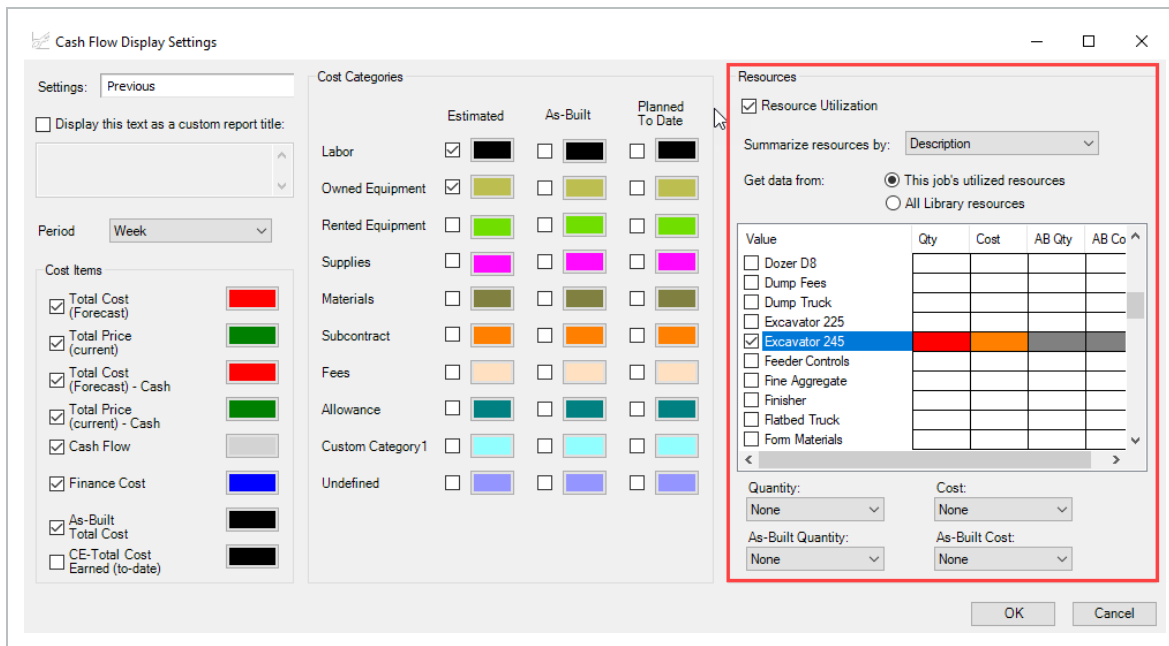 Cash Flow Display Settings
Settings: Previous
Display this text as a custom report title:
Period Week
Cost Items
Total Cost
(Forecast)
Total Price
(current)
Total Cost
(Forecast) - Cash
Total Price
(current) - Cash
Cash Flow
Finance Cost
As-Built
Total Cost
CE-Total Cost
Earned (to-date)
Cost Categories
Estimated As-Built Planned
To Date
Labor
Owned Equipment
Rented Equipment
Supplies
Materials
Subcontract
Fees
Allowance
Custom Category1
Undefined
Resources
Resource Utilization
Summarize resources by: Description
Get data from: This job's utilized resources
All Library resources
Value Qty Cost AB Qty AB Co
Dozer D8
Dump Fees
Dump Truck
Excavator 225
Excavator 245
Feeder Controls
Fine Aggregate
Finisher
Flatbed Truck
Form Materials
Quantity: Cost:
None None
As-Built Quantity: As-Built Cost:
None None
OK Cancel